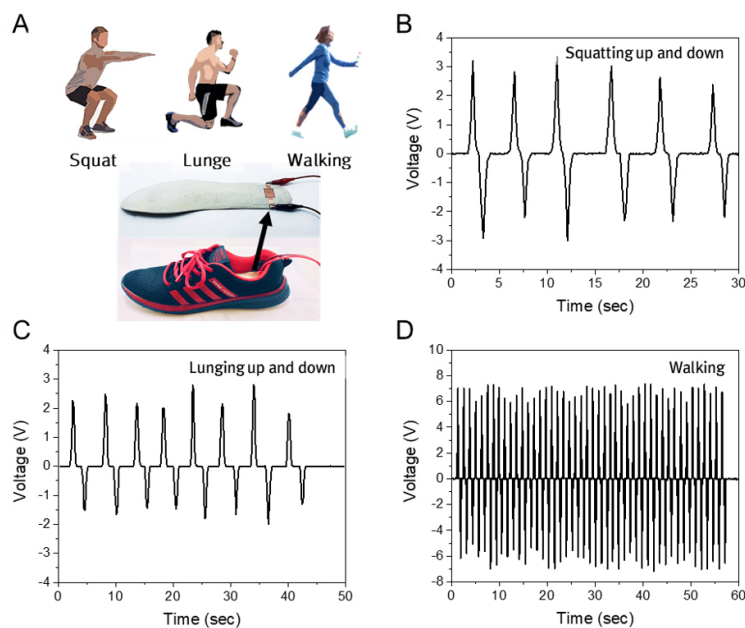 A
Squat Lunge Walking
B
Squatting up and down
Voltage (V)
4
3
2
1
0
-1
-2
-3
-4
0 5 10 15 20 25 30
Time (sec)
C
Lunging up and down
Voltage (V)
4
3
2
1
0
-1
-2
-3
-4
0 10 20 30 40 50
Time (sec)
D
Walking
Voltage (V)
10
8
6
4
2
0
-2
-4
-6
-8
0 10 20 30 40 50 60
Time (sec)